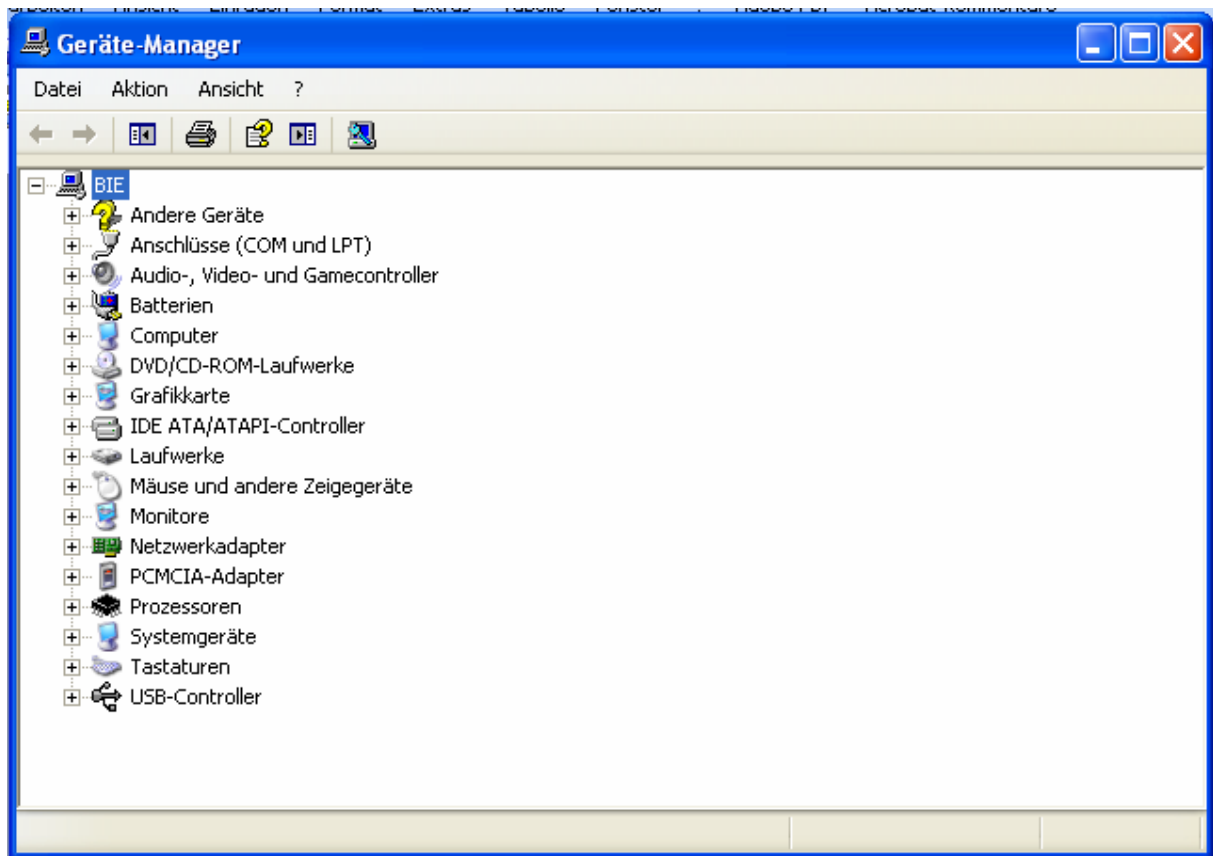 Geräte-Manager
Datei Aktion Ansicht ?
BIE
Andere Geräte
Anschlüsse (COM und LPT)
Audio-, Video- und Gamecontroller
Batterien
Computer
DVD/CD-ROM-Laufwerke
Grafikkarte
IDE ATA/ATAPI-Controller
Laufwerke
Mäuse und andere Zeigegeräte
Monitore
Netzwerkadapter
PCMCIA-Adapter
Prozessoren
Systemgeräte
Tastaturen
USB-Controller